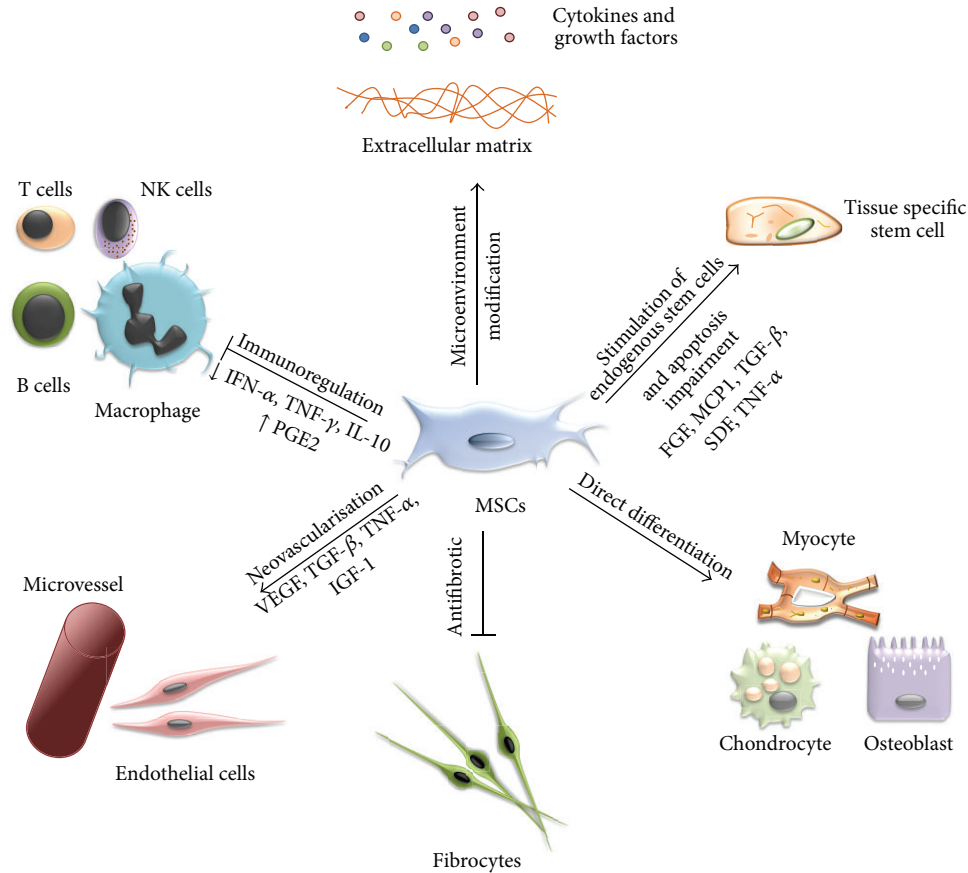 Cytokines and
growth factors
Extracellular matrix
T cells
NK cells
B cells
Macrophage
Tissue specific
stem cell
Microenvironment
modification
Stimulation of
endogenous stem cells
and apoptosis
impairment
FGF, MCP1, TGF-β,
SDF, TNF-α
Immunoregulation
↓ IFN-α, TNF-γ, IL-10
↑ PGE2
MSCs
Neovascularisation
VEGF, TGF-β, TNF-α,
IGF-1
Antifibrotic
Direct differentiation
Microvessel
Endothelial cells
Fibrocytes
Myocyte
Chondrocyte
Osteoblast